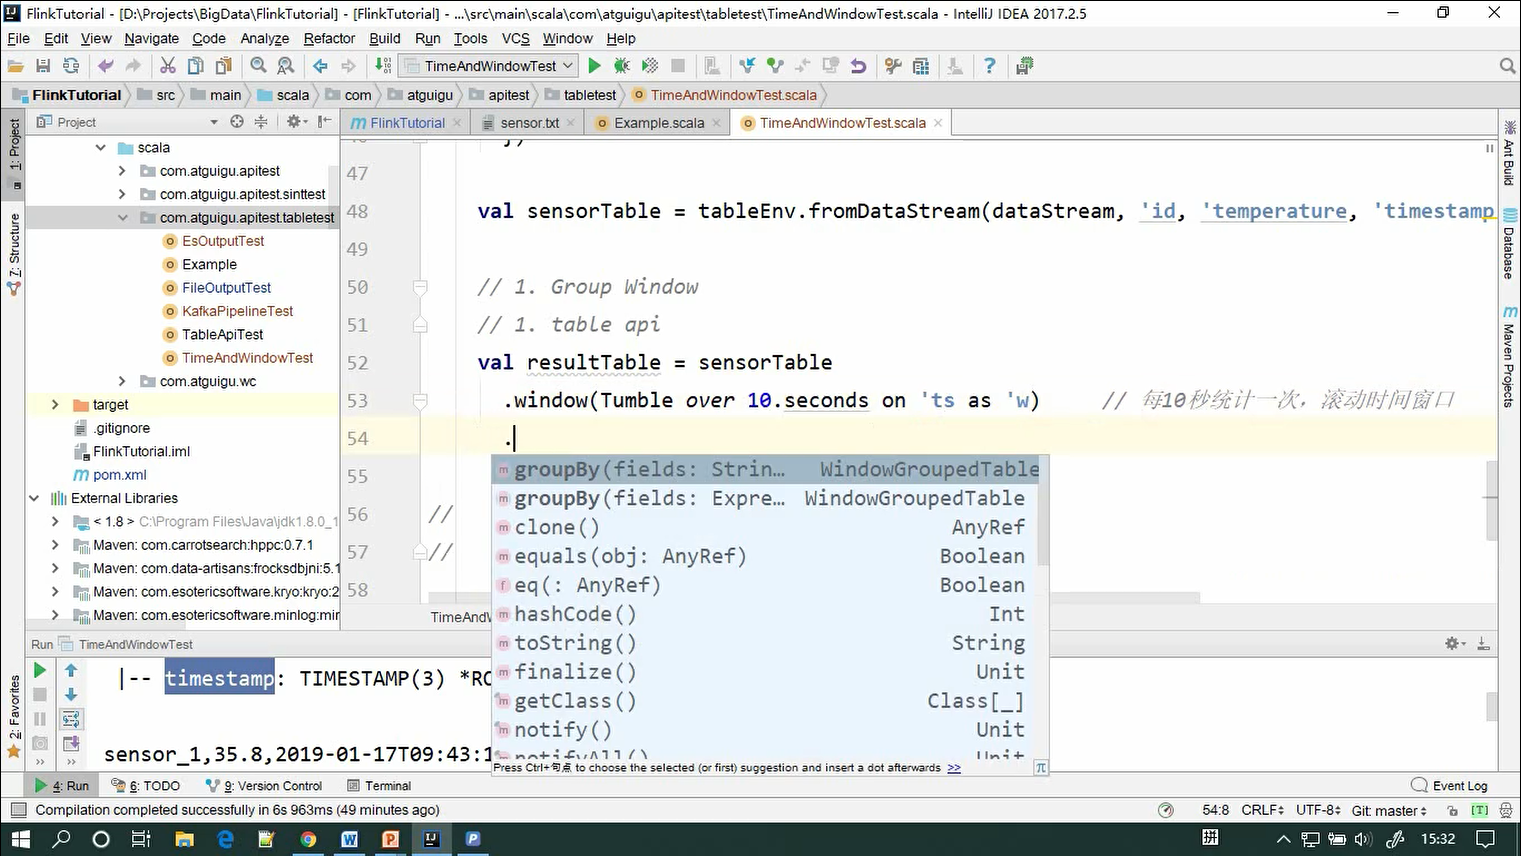 FlinkTutorial - [D:\Projects\BigData\FlinkTutorial] - [FlinkTutorial] - ...\src\main\scala\com\atguigu\apitest\tabletest\TimeAndWindowTest.scala - IntelliJ IDEA 2017.2.5
File Edit View Navigate Code Analyze Refactor Build Run Tools VCS Window Help
TimeAndWindowTest
FlinkTutorial src main scala com atguigu apitest tabletest TimeAndWindowTest.scala
Project
FlinkTutorial sensor.txt Example.scala TimeAndWindowTest.scala
1: Project
7: Structure
2: Favorites
scala
com.atguigu.apitest
com.atguigu.apitest.sinttest
com.atguigu.apitest.tabletest
EsOutputTest
Example
FileOutputTest
KafkaPipelineTest
TableApiTest
TimeAndWindowTest
com.atguigu.wc
target
.gitignore
FlinkTutorial.iml
pom.xml
External Libraries
< 1.8 > C:\Program Files\Java\jdk1.8.0_1
Maven: com.carrotsearch:hppc:0.7.1
Maven: com.data-artisans:frocksdbjni:5.1
Maven: com.esotericsoftware.kryo:kryo:2
Maven: com.esotericsoftware.minlog:mir
47
48 val sensorTable = tableEnv.fromDataStream(dataStream, 'id, 'temperature, 'timestamp
49
50 // 1. Group Window
51 // 1. table api
52 val resultTable = sensorTable
53 .window(Tumble over 10.seconds on 'ts as 'w) // 每10秒统计一次，滚动时间窗口
54 .
55
56 //
57 //
58
groupBy(fields: Strin… WindowGroupedTable
groupBy(fields: Expre… WindowGroupedTable
clone() AnyRef
equals(obj: AnyRef) Boolean
eq(: AnyRef) Boolean
hashCode() Int
toString() String
finalize() Unit
getClass() Class[_]
notify() Unit
notifyAll() Unit
Press Ctrl+句点 to choose the selected (or first) suggestion and insert a dot afterwards >>
π
TimeAndW
Ant Build
Database
Maven Projects
Run TimeAndWindowTest
|-- timestamp: TIMESTAMP(3) *RO
sensor_1,35.8,2019-01-17T09:43:1
4: Run 6: TODO 9: Version Control Terminal Event Log
Compilation completed successfully in 6s 963ms (49 minutes ago) 54:8 CRLF UTF-8 Git: master [T]
拼 15:32